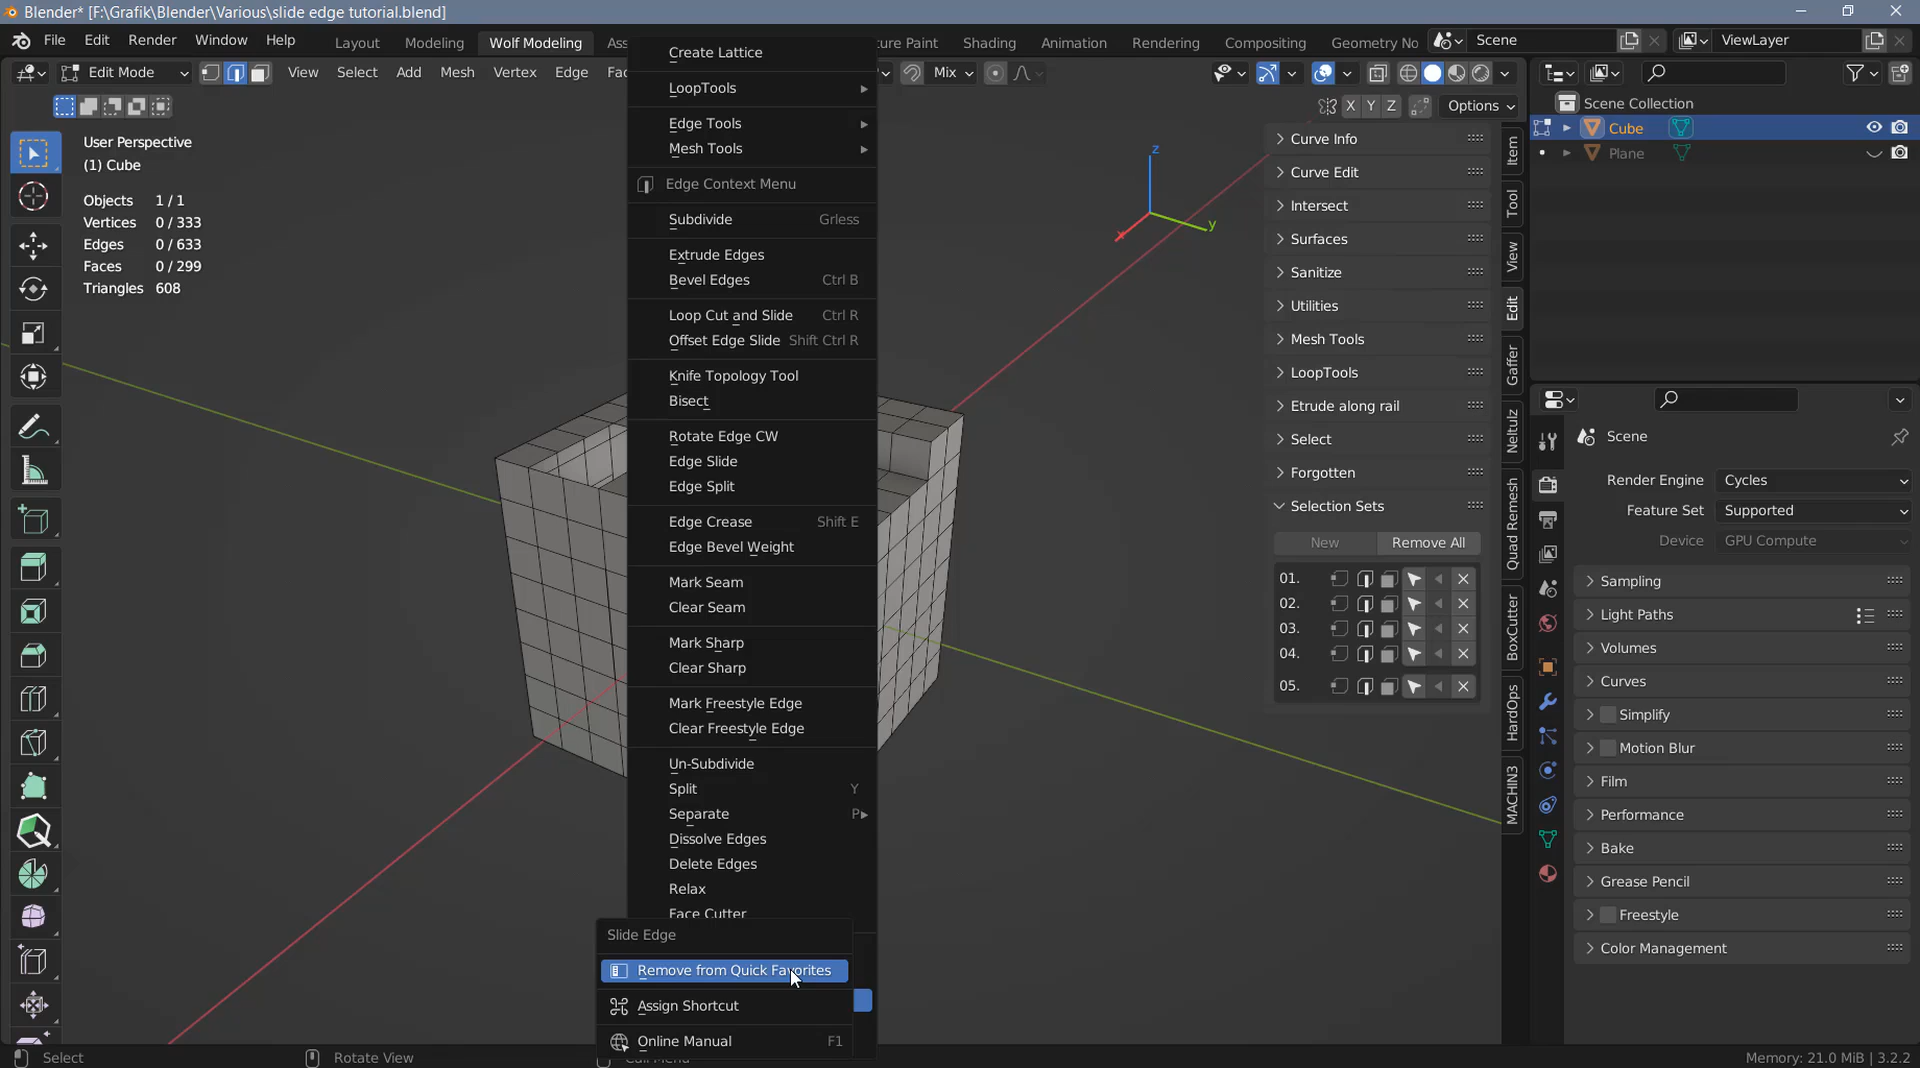 Blender* [F:\Grafik\Blender\Various\slide edge tutorial.blend]
File Edit Render Window Help Layout Modeling Wolf Modeling Ass ture Paint Shading Animation Rendering Compositing Geometry No Scene ViewLayer
Edit Mode View Select Add Mesh Vertex Edge Fac Mix
X Y Z Options
User Perspective
(1) Cube
Objects 1 / 1
Vertices 0 / 333
Edges 0 / 633
Faces 0 / 299
Triangles 608
Create Lattice
LoopTools
Edge Tools
Mesh Tools
Edge Context Menu
Subdivide Grless
Extrude Edges
Bevel Edges Ctrl B
Loop Cut and Slide Ctrl R
Offset Edge Slide Shift Ctrl R
Knife Topology Tool
Bisect
Rotate Edge CW
Edge Slide
Edge Split
Edge Crease Shift E
Edge Bevel Weight
Mark Seam
Clear Seam
Mark Sharp
Clear Sharp
Mark Freestyle Edge
Clear Freestyle Edge
Un-Subdivide
Split Y
Separate P
Dissolve Edges
Delete Edges
Relax
Face Cutter
Slide Edge
Remove from Quick Favorites
Assign Shortcut
Online Manual F1
z
y
x
Curve Info
Curve Edit
Intersect
Surfaces
Sanitize
Utilities
Mesh Tools
LoopTools
Etrude along rail
Select
Forgotten
Selection Sets
New Remove All
01.
02.
03.
04.
05.
Item
Tool
View
Edit
Gaffer
Neltulz
Quad Remesh
BoxCutter
HardOps
MACHIN3
Scene Collection
Cube
Plane
Scene
Render Engine Cycles
Feature Set Supported
Device GPU Compute
Sampling
Light Paths
Volumes
Curves
Simplify
Motion Blur
Film
Performance
Bake
Grease Pencil
Freestyle
Color Management
Select Rotate View Call Menu Memory: 21.0 MiB | 3.2.2